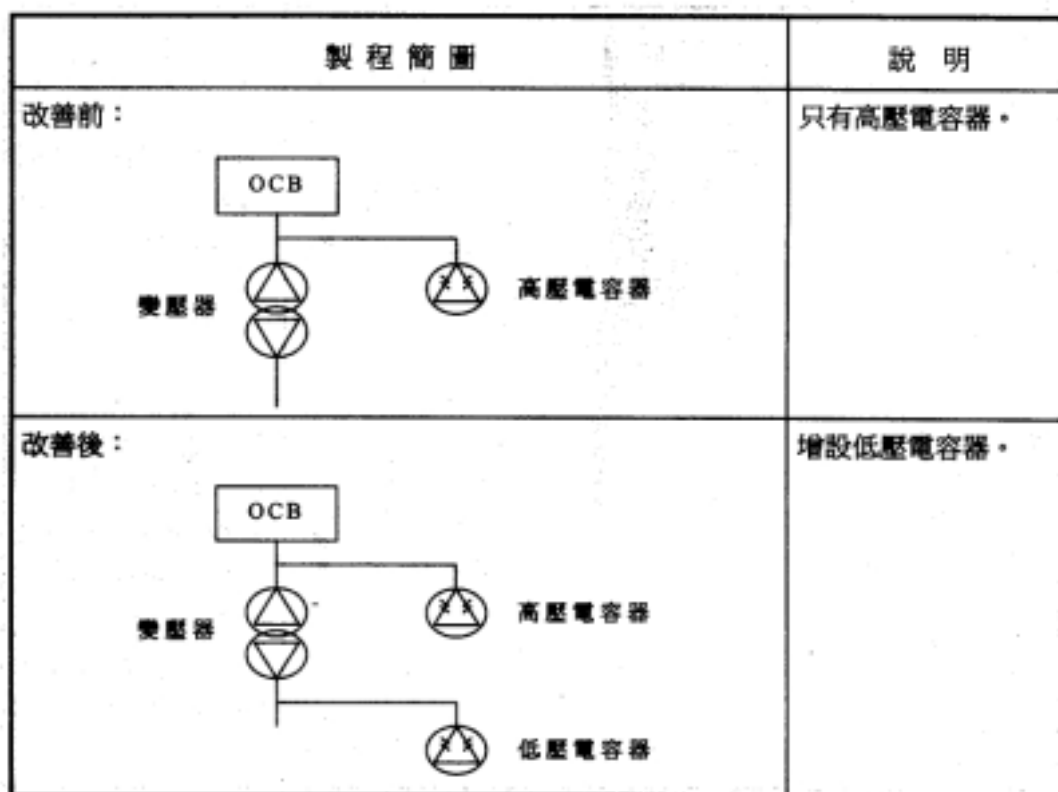 製程簡圖
說明
改善前：
只有高壓電容器。
OCB
變壓器
高壓電容器
改善後：
增設低壓電容器。
OCB
變壓器
高壓電容器
低壓電容器